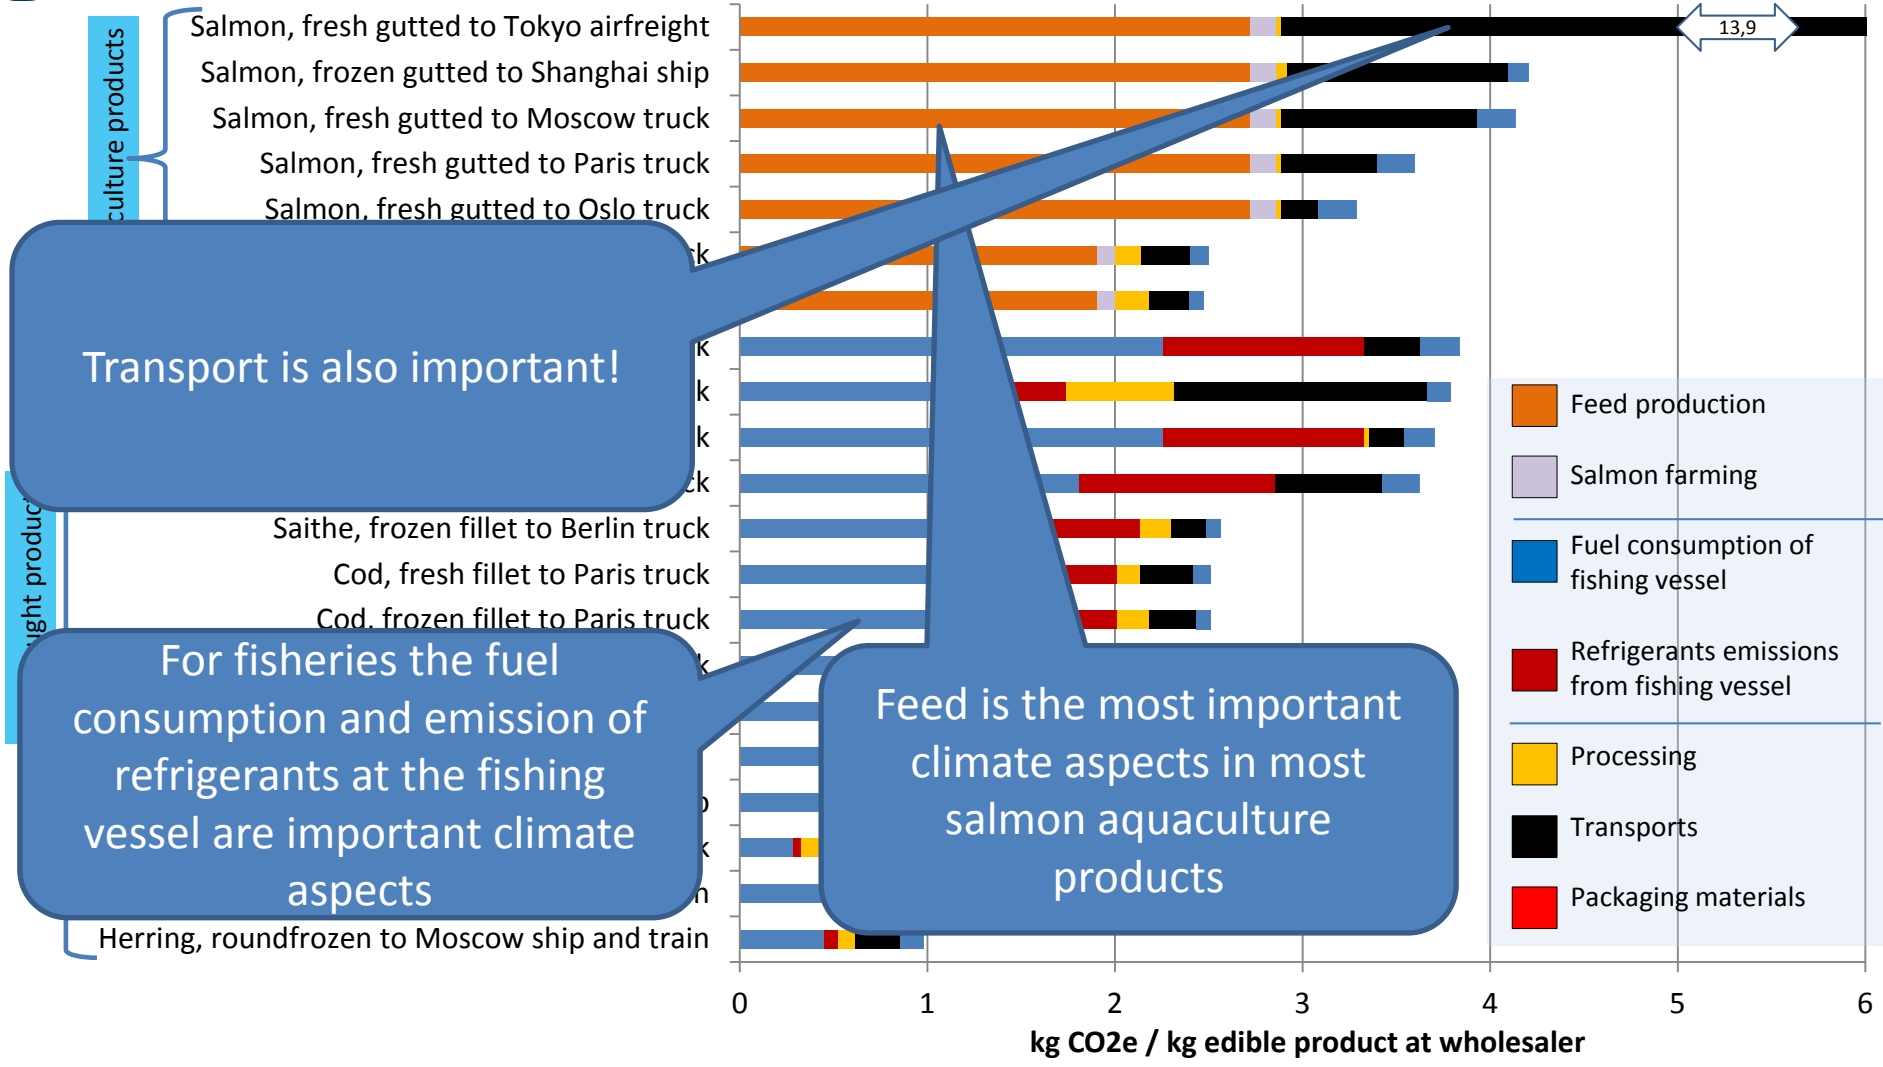 culture products
Salmon, fresh gutted to Tokyo airfreight
13,9
Salmon, frozen gutted to Shanghai ship
Salmon, fresh gutted to Moscow truck
Salmon, fresh gutted to Paris truck
Salmon, fresh gutted to Oslo truck
ck
k
k
k
ck
Transport is also important!
ught product
Saithe, frozen fillet to Berlin truck
Cod, fresh fillet to Paris truck
Cod, frozen fillet to Paris truck
k
k
n
For fisheries the fuel
consumption and emission of
refrigerants at the fishing
vessel are important climate
aspects
Feed is the most important
climate aspects in most
salmon aquaculture
products
Herring, roundfrozen to Moscow ship and train
Feed production
Salmon farming
Fuel consumption of
fishing vessel
Refrigerants emissions
from fishing vessel
Processing
Transports
Packaging materials
0 1 2 3 4 5 6
kg CO2e / kg edible product at wholesaler